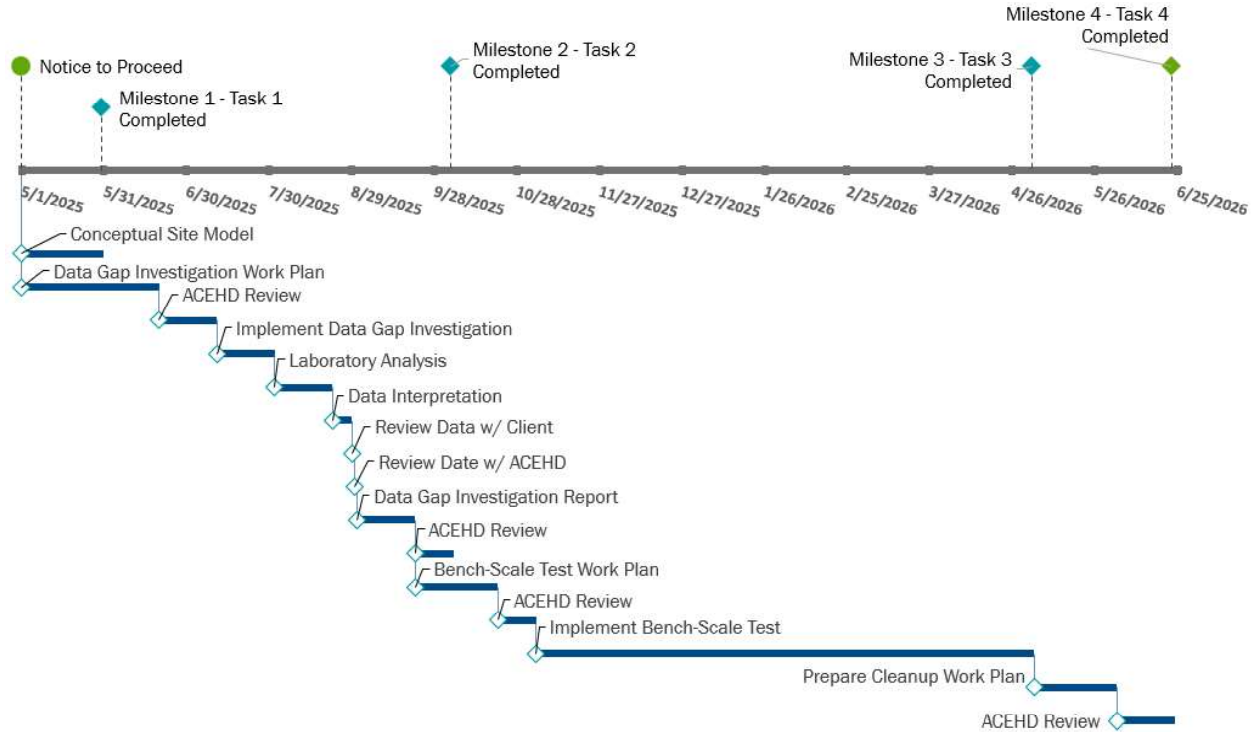 Milestone 4 - Task 4
Completed
Notice to Proceed
Milestone 2 - Task 2
Completed
Milestone 3 - Task 3
Completed
Milestone 1 - Task 1
Completed
5/1/2025
5/31/2025
6/30/2025
7/30/2025
8/29/2025
9/28/2025
10/28/2025
11/27/2025
12/27/2025
1/26/2026
2/25/2026
3/27/2026
4/26/2026
5/26/2026
6/25/2026
Conceptual Site Model
Data Gap Investigation Work Plan
ACEHD Review
Implement Data Gap Investigation
Laboratory Analysis
Data Interpretation
Review Data w/ Client
Review Date w/ ACEHD
Data Gap Investigation Report
ACEHD Review
Bench-Scale Test Work Plan
ACEHD Review
Implement Bench-Scale Test
Prepare Cleanup Work Plan
ACEHD Review